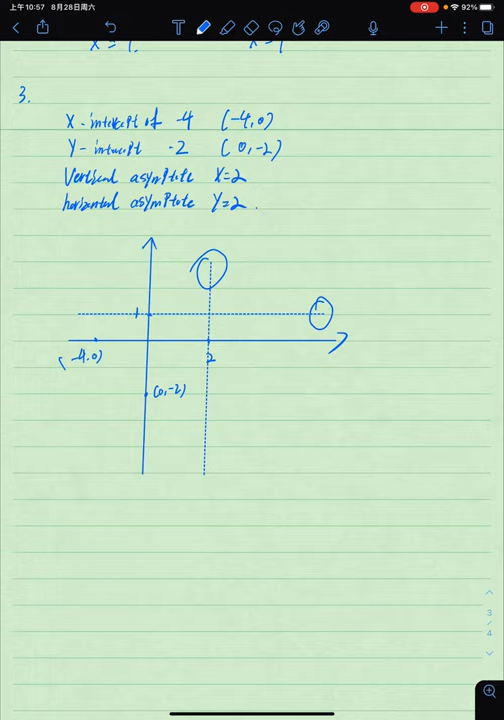 上午10:57 8月28日周六
92%
x = 1.
3.
X-intercept of -4 (-4,0)
Y-intercept -2 (0,-2)
Vertical asymptote X=2
horizontal asymptote Y=2.
1
(-4,0)
2
(0,-2)
3
/
4